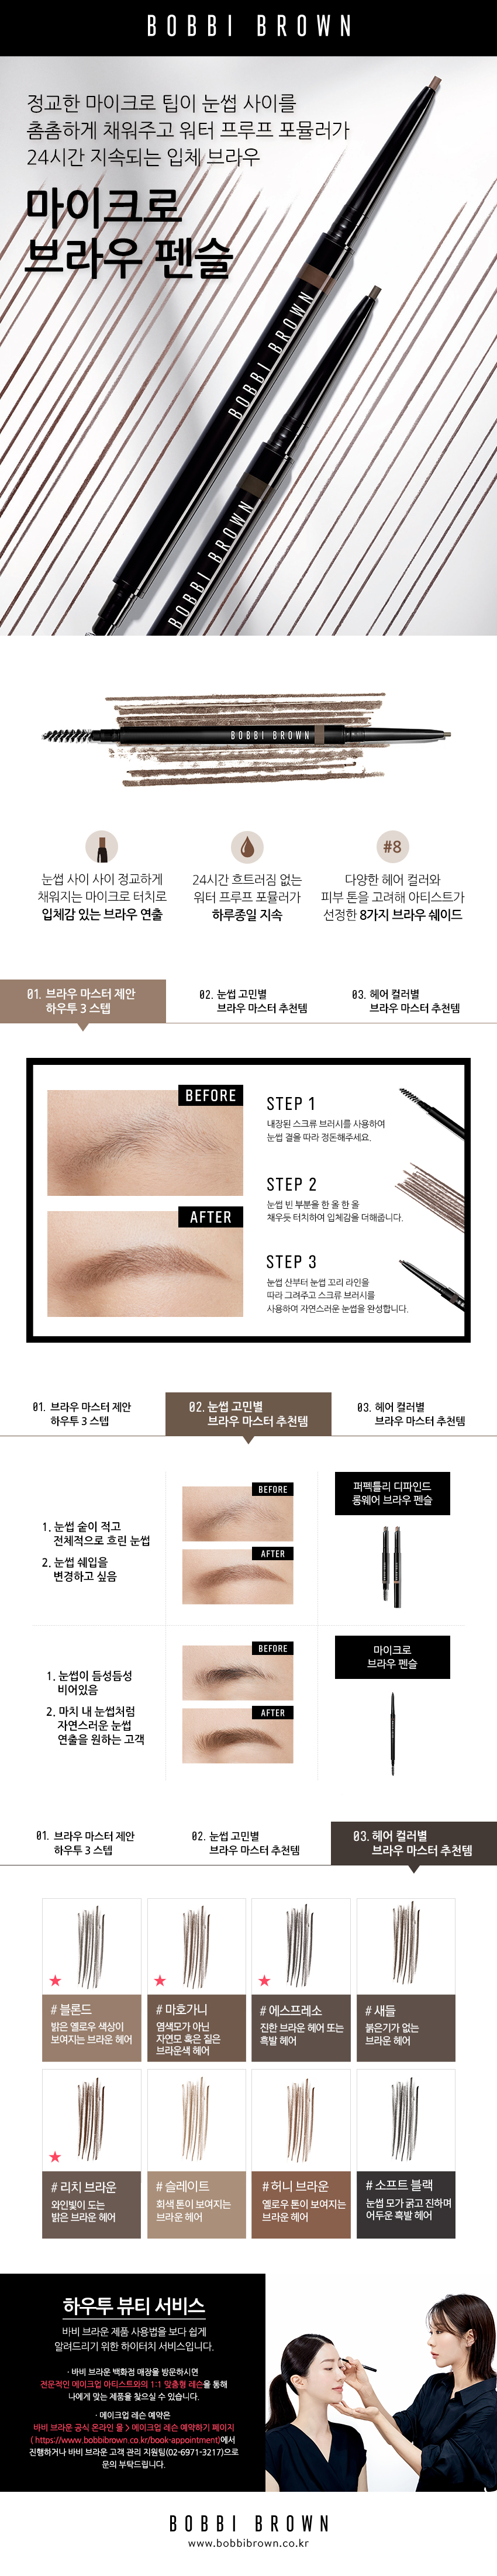 BOBBI BROWN
정교한 마이크로 팁이 눈썹 사이를
촘촘하게 채워주고 워터 프루프 포뮬러가
24시간 지속되는 입체 브라우
마이크로
브라우 펜슬
BOBBI BROWN
BOBBI BROWN
BOBBI BROWN
#8
눈썹 사이 사이 정교하게
채워지는 마이크로 터치로
입체감 있는 브라우 연출
24시간 흐트러짐 없는
워터 프루프 포뮬러가
하루종일 지속
다양한 헤어 컬러와
피부 톤을 고려해 아티스트가
선정한 8가지 브라우 쉐이드
01. 브라우 마스터 제안
하우투 3 스텝
02. 눈썹 고민별
브라우 마스터 추천템
03. 헤어 컬러별
브라우 마스터 추천템
BEFORE
AFTER
STEP 1
내장된 스크류 브러시를 사용하여
눈썹 결을 따라 정돈해주세요.
STEP 2
눈썹 빈 부분을 한 올 한 올
채우듯 터치하여 입체감을 더해줍니다.
STEP 3
눈썹 산부터 눈썹 꼬리 라인을
따라 그려주고 스크류 브러시를
사용하여 자연스러운 눈썹을 완성합니다.
01. 브라우 마스터 제안
하우투 3 스텝
02. 눈썹 고민별
브라우 마스터 추천템
03. 헤어 컬러별
브라우 마스터 추천템
1. 눈썹 숱이 적고
전체적으로 흐린 눈썹
2. 눈썹 쉐입을
변경하고 싶음
BEFORE
AFTER
퍼펙틀리 디파인드
롱웨어 브라우 펜슬
1. 눈썹이 듬성듬성
비어있음
2. 마치 내 눈썹처럼
자연스러운 눈썹
연출을 원하는 고객
BEFORE
AFTER
마이크로
브라우 펜슬
01. 브라우 마스터 제안
하우투 3 스텝
02. 눈썹 고민별
브라우 마스터 추천템
03. 헤어 컬러별
브라우 마스터 추천템
# 블론드
밝은 옐로우 색상이
보여지는 브라운 헤어
# 마호가니
염색모가 아닌
자연모 혹은 짙은
브라운색 헤어
# 에스프레소
진한 브라운 헤어 또는
흑발 헤어
# 새들
붉은기가 없는
브라운 헤어
# 리치 브라운
와인빛이 도는
밝은 브라운 헤어
# 슬레이트
회색 톤이 보여지는
브라운 헤어
# 허니 브라운
옐로우 톤이 보여지는
브라운 헤어
# 소프트 블랙
눈썹 모가 굵고 진하며
어두운 흑발 헤어
하우투 뷰티 서비스
바비 브라운 제품 사용법을 보다 쉽게
알려드리기 위한 하이터치 서비스입니다.
· 바비 브라운 백화점 매장을 방문하시면
전문적인 메이크업 아티스트와의 1:1 맞춤형 레슨을 통해
나에게 맞는 제품을 찾으실 수 있습니다.
· 메이크업 레슨 예약은
바비 브라운 공식 온라인 몰 > 메이크업 레슨 예약하기 페이지
( https://www.bobbibrown.co.kr/book-appointment)에서
진행하거나 바비 브라운 고객 관리 지원팀(02-6971-3217)으로
문의 부탁드립니다.
BOBBI BROWN
www.bobbibrown.co.kr